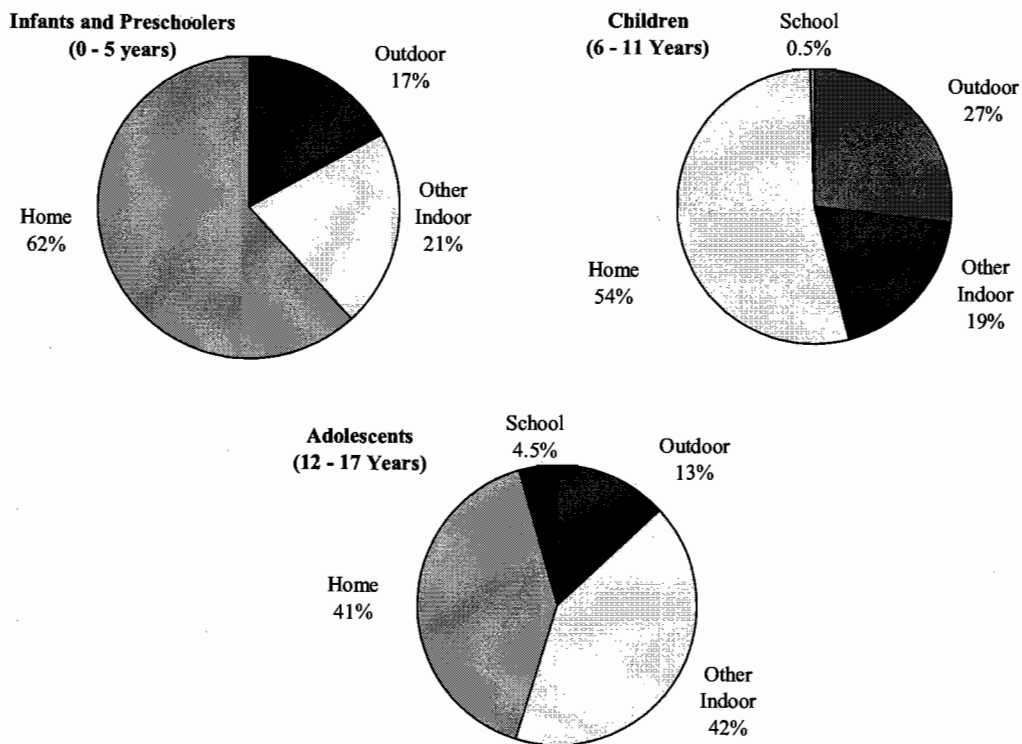 Infants and Preschoolers
(0 - 5 years)
Outdoor
17%
Other
Indoor
21%
Home
62%
Children
(6 - 11 Years)
School
0.5%
Outdoor
27%
Other
Indoor
19%
Home
54%
Adolescents
(12 - 17 Years)
School
4.5%
Outdoor
13%
Other
Indoor
42%
Home
41%